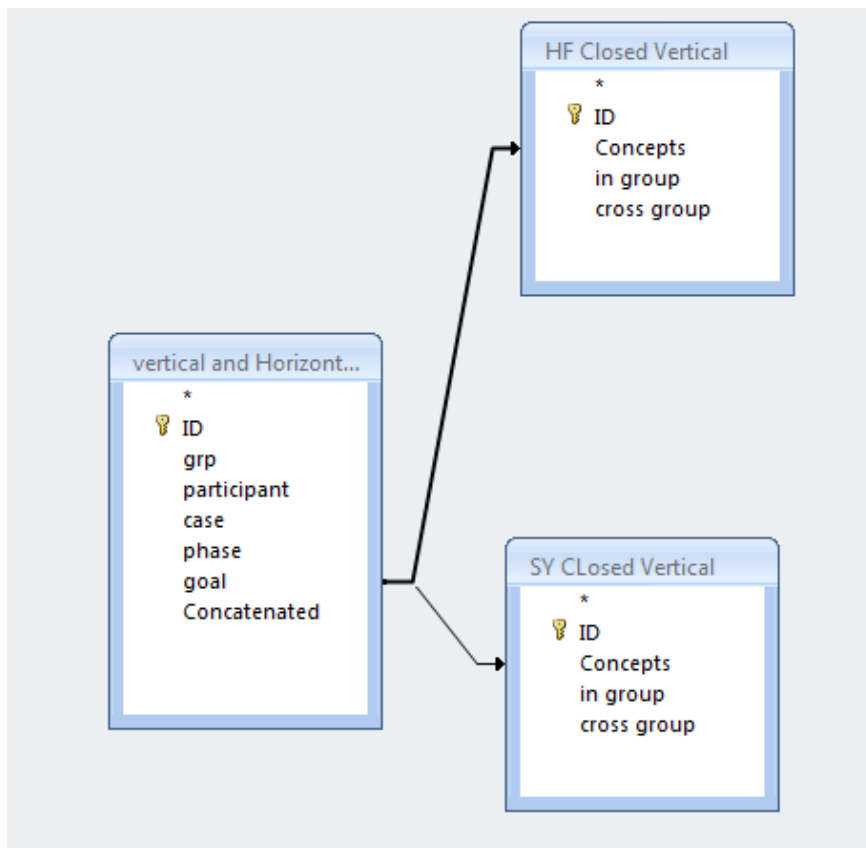 HF Closed Vertical
*
ID
Concepts
in group
cross group
vertical and Horizont...
*
ID
grp
participant
case
phase
goal
Concatenated
SY CLosed Vertical
*
ID
Concepts
in group
cross group